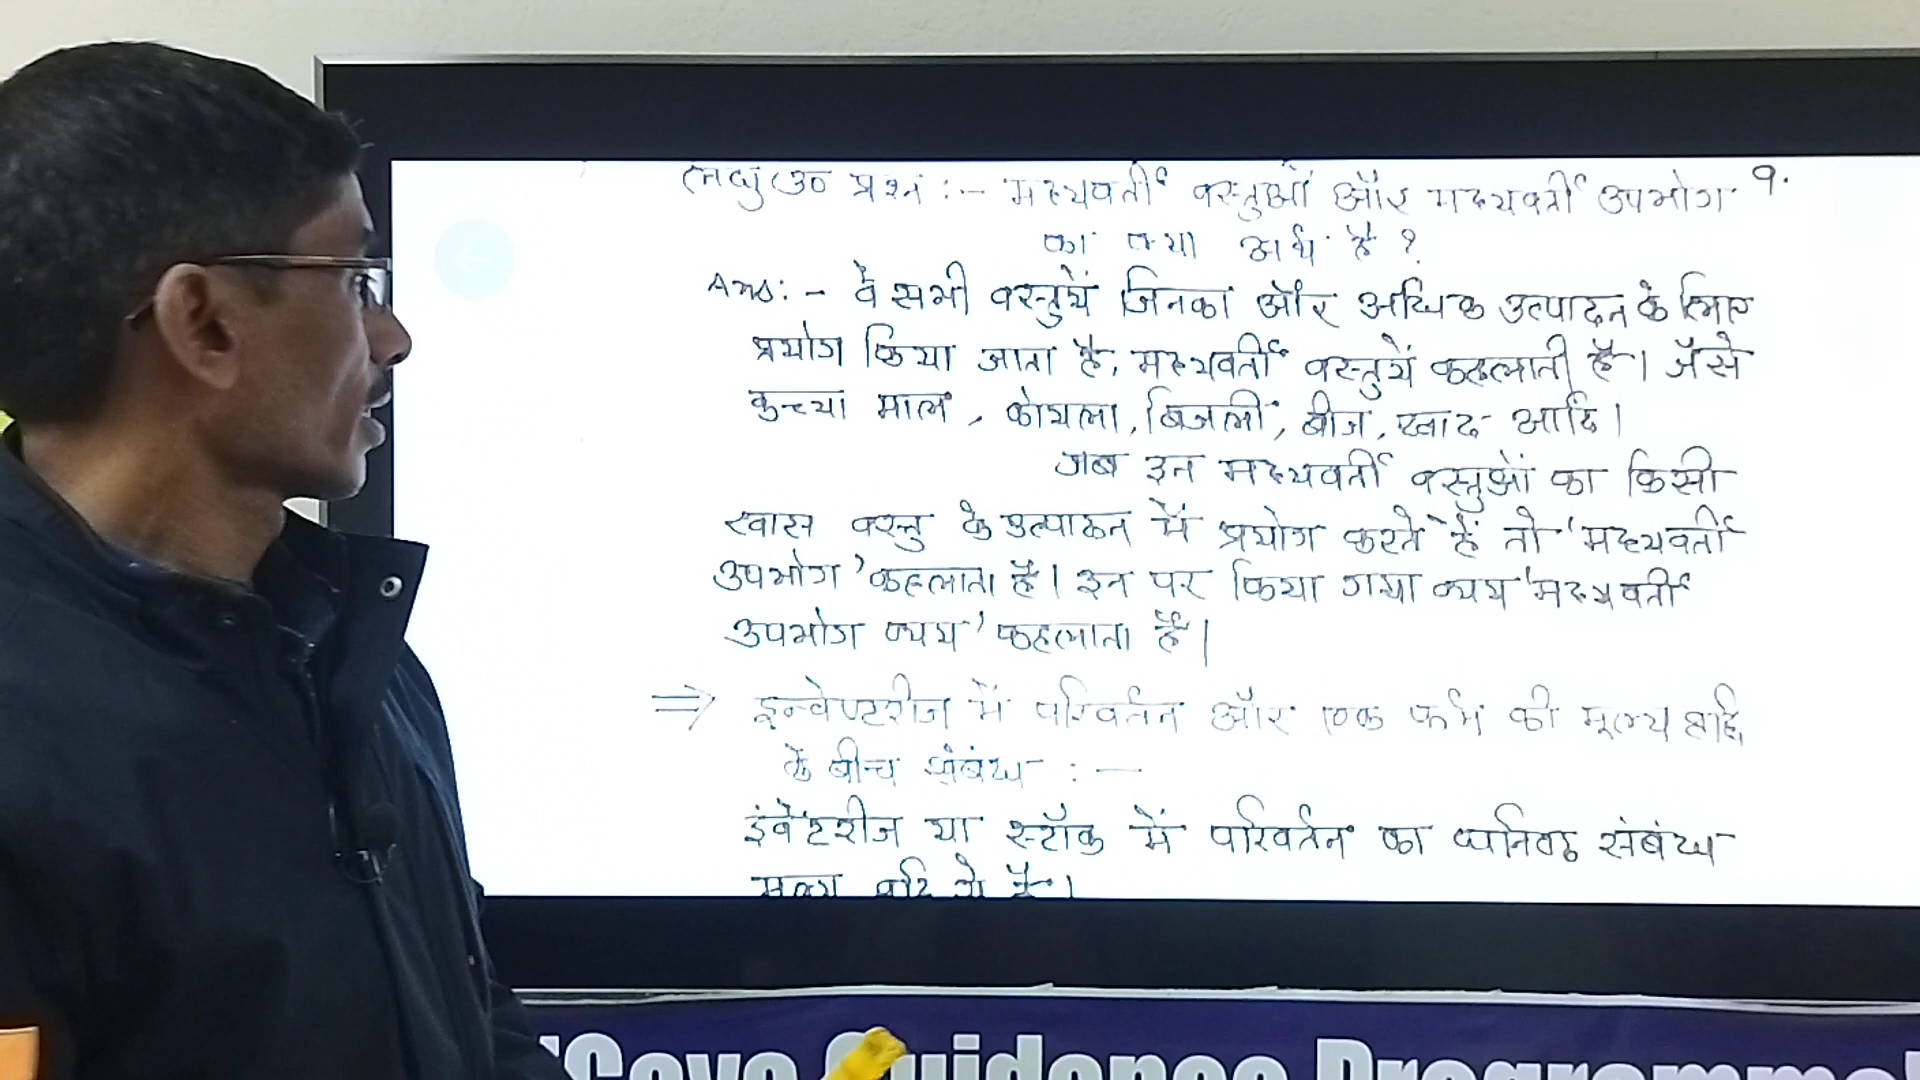 लघु उ० प्रश्न :- मध्यवर्ती वस्तुओं और मध्यवर्ती उपभोग 9.
का क्या अर्थ है ?
Ans: - वे सभी वस्तुयें जिनका और अधिक उत्पादन के लिए
प्रयोग किया जाता है, मध्यवर्ती वस्तुयें कहलाती हैं। जैसे
कच्चा माल, कोयला, बिजली, बीज, खाद आदि।
जब इन मध्यवर्ती वस्तुओं का किसी
खास वस्तु के उत्पादन में प्रयोग करते हैं तो 'मध्यवर्ती
उपभोग' कहलाता है। इन पर किया गया व्यय 'मध्यवर्ती
उपभोग व्यय' कहलाता है।
⇒ इन्वेण्टरीज में परिवर्तन और एक फर्म की मूल्य वृद्धि
के बीच संबंध : —
इंवेंटरीज या स्टॉक में परिवर्तन का घनिष्ठ संबंध
मूल्य वृद्धि से है।
Guidance Programme